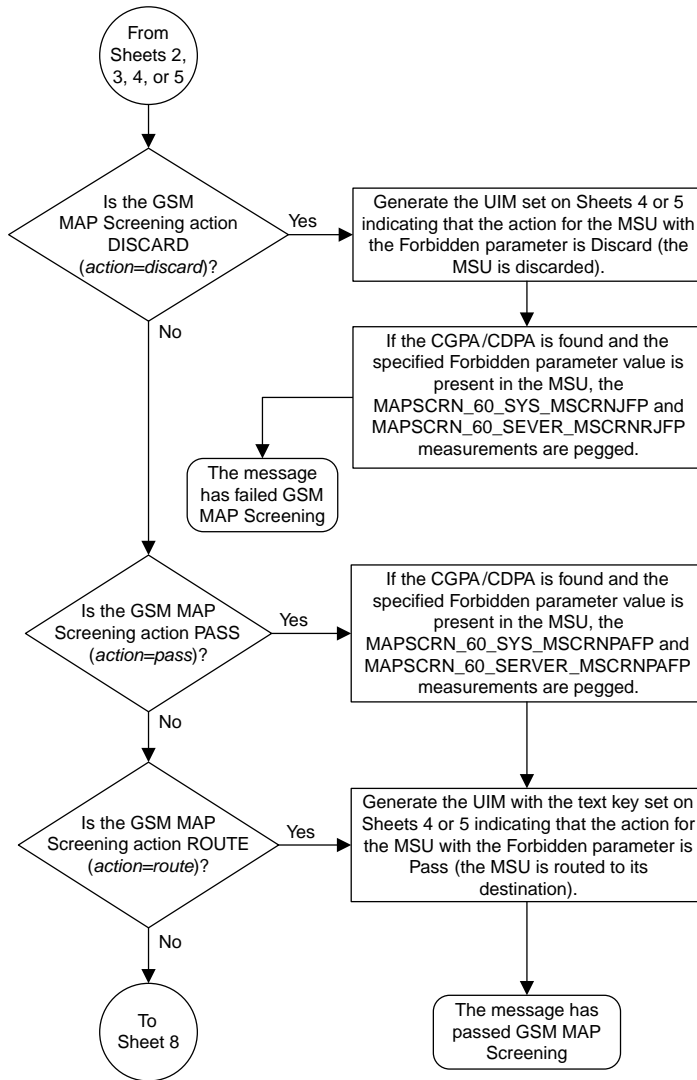 From
Sheets 2,
3, 4, or 5
Is the GSM
MAP Screening action
DISCARD
(action=discard)?
Yes
Generate the UIM set on Sheets 4 or 5
indicating that the action for the MSU with
the Forbidden parameter is Discard (the
MSU is discarded).
No
If the CGPA/CDPA is found and the
specified Forbidden parameter value is
present in the MSU, the
MAPSCRN_60_SYS_MSCRNJFP and
MAPSCRN_60_SEVER_MSCRNRJFP
measurements are pegged.
The message
has failed GSM
MAP Screening
Is the GSM MAP
Screening action PASS
(action=pass)?
Yes
If the CGPA/CDPA is found and the
specified Forbidden parameter value is
present in the MSU, the
MAPSCRN_60_SYS_MSCRNPAFP and
MAPSCRN_60_SERVER_MSCRNPAFP
measurements are pegged.
No
Is the GSM MAP
Screening action ROUTE
(action=route)?
Yes
Generate the UIM with the text key set on
Sheets 4 or 5 indicating that the action for
the MSU with the Forbidden parameter is
Pass (the MSU is routed to its
destination).
No
To
Sheet 8
The message has
passed GSM MAP
Screening